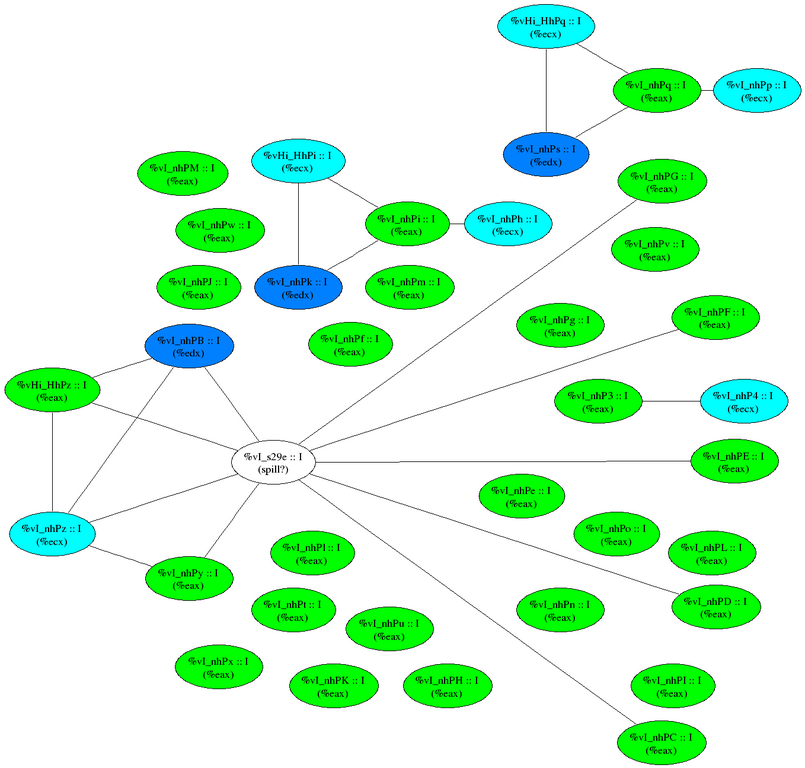 %vHi_HhPq :: I
(%ecx)
%vI_nhPq :: I
(%eax)
%vI_nhPp :: I
(%ecx)
%vI_nhPs :: I
(%edx)
%vHi_HhPi :: I
(%ecx)
%vI_nhPM :: I
(%eax)
%vI_nhPG :: I
(%eax)
%vI_nhPw :: I
(%eax)
%vI_nhPi :: I
(%eax)
%vI_nhPh :: I
(%ecx)
%vI_nhPv :: I
(%eax)
%vI_nhPJ :: I
(%eax)
%vI_nhPk :: I
(%edx)
%vI_nhPm :: I
(%eax)
%vI_nhPB :: I
(%edx)
%vI_nhPf :: I
(%eax)
%vI_nhPg :: I
(%eax)
%vI_nhPF :: I
(%eax)
%vHi_HhPz :: I
(%eax)
%vI_nhP3 :: I
(%eax)
%vI_nhP4 :: I
(%ecx)
%vI_s29e :: I
(spill?)
%vI_nhPE :: I
(%eax)
%vI_nhPe :: I
(%eax)
%vI_nhPz :: I
(%ecx)
%vI_nhPo :: I
(%eax)
%vI_nhPl :: I
(%eax)
%vI_nhPL :: I
(%eax)
%vI_nhPy :: I
(%eax)
%vI_nhPt :: I
(%eax)
%vI_nhPn :: I
(%eax)
%vI_nhPD :: I
(%eax)
%vI_nhPu :: I
(%eax)
%vI_nhPx :: I
(%eax)
%vI_nhPK :: I
(%eax)
%vI_nhPH :: I
(%eax)
%vI_nhPI :: I
(%eax)
%vI_nhPC :: I
(%eax)